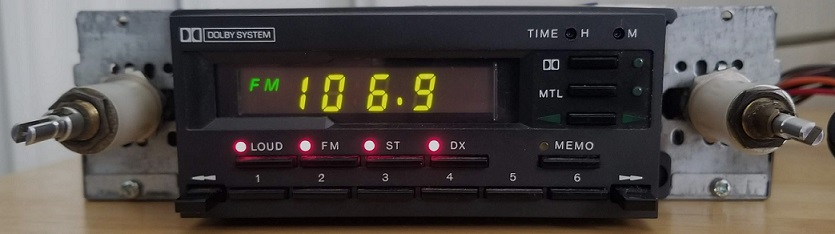 DOLBY SYSTEM
TIME H M
FM 106.9
MTL
LOUD FM ST DX MEMO
1 2 3 4 5 6